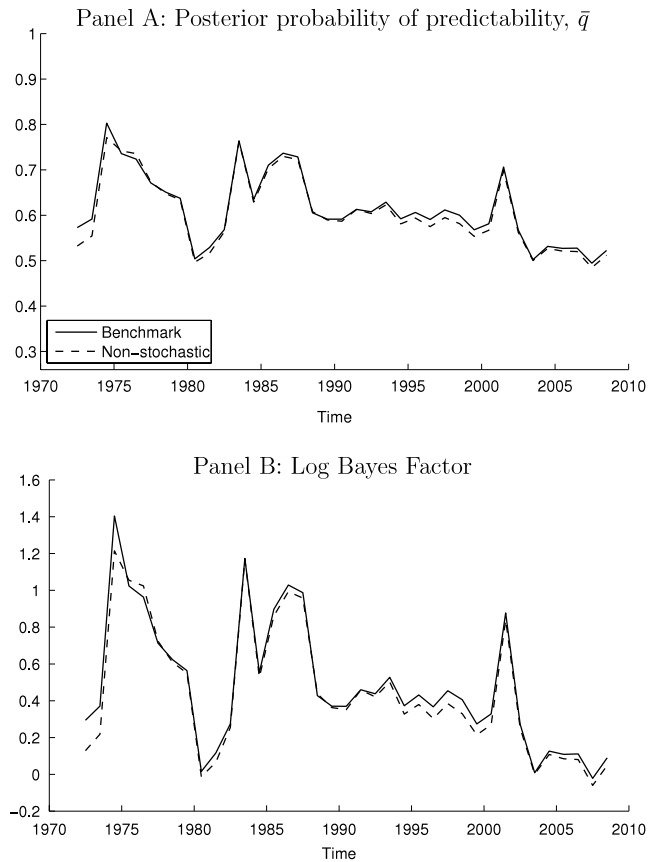 Panel A: Posterior probability of predictability, q̄
1
0.9
0.8
0.7
0.6
0.5
0.4
0.3
Benchmark
Non−stochastic
1970 1975 1980 1985 1990 1995 2000 2005 2010
Time
Panel B: Log Bayes Factor
1.6
1.4
1.2
1
0.8
0.6
0.4
0.2
0
−0.2
1970 1975 1980 1985 1990 1995 2000 2005 2010
Time